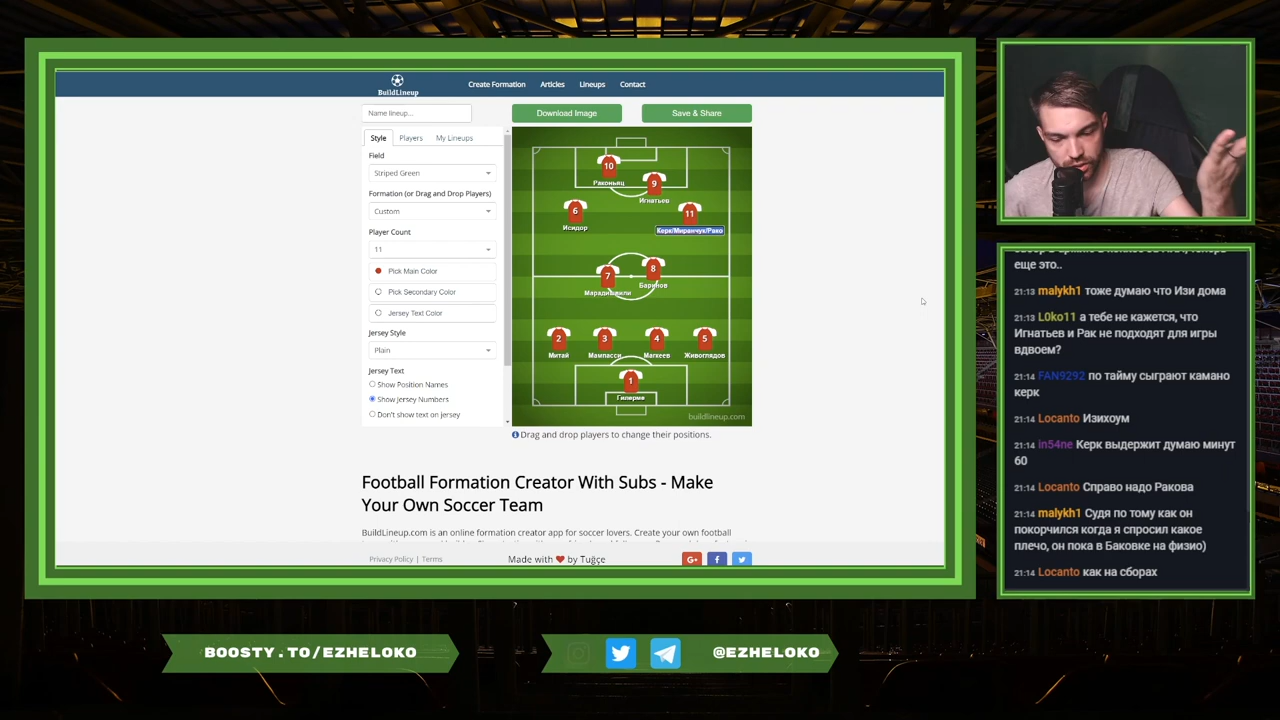 BuildLineup
Create Formation
Articles
Lineups
Contact
Name lineup...
Download Image
Save & Share
Style
Players
My Lineups
Field
Striped Green
Formation (or Drag and Drop Players)
Custom
Player Count
11
Pick Main Color
Pick Secondary Color
Jersey Text Color
Jersey Style
Plain
Jersey Text
Show Position Names
Show Jersey Numbers
Don't show text on jersey
10
Раконьяц
9
Игнатьев
6
Исидор
11
Керк/Миранчук/Рако
7
8
Баринов
2
Митай
3
Мампасси
4
Магкеев
5
Живоглядов
1
Гилерме
buildlineup.com
Drag and drop players to change their positions.
Football Formation Creator With Subs - Make
Your Own Soccer Team
BuildLineup.com is an online formation creator app for soccer lovers. Create your own football
Privacy Policy | Terms
Made with ❤ by Tuğçe
G+
еще это..
21:13 malykh1 тоже думаю что Изи дома
21:13 L0ko11 а тебе не кажется, что
Игнатьев и Рак не подходят для игры
вдвоем?
21:14 FAN9292 по тайму сыграют камано
керк
21:14 Locanto Изихоум
21:14 in54ne Керк выдержит думаю минут
60
21:14 Locanto Справо надо Ракова
21:14 malykh1 Судя по тому как он
покорчился когда я спросил какое
плечо, он пока в Баковке на физио)
21:14 Locanto как на сборах
BOOSTY.TO/EZHELOKO
@EZHELOKO